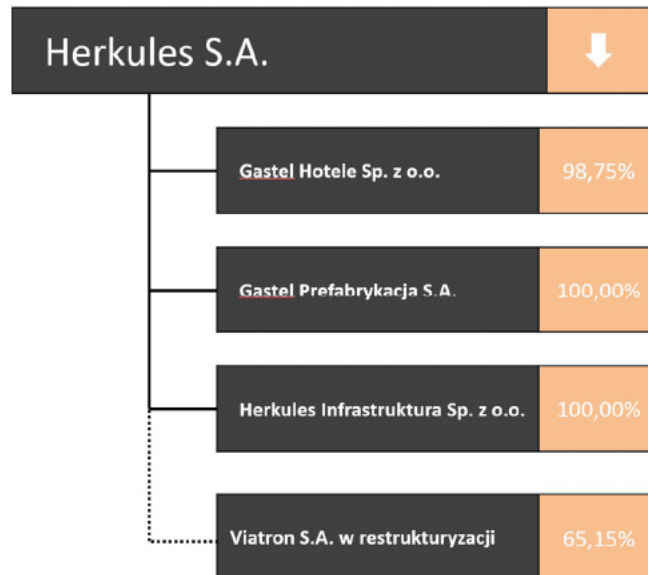 Herkules S.A.
Gastel Hotele Sp. z o.o.
98,75%
Gastel Prefabrykacja S.A.
100,00%
Herkules Infrastruktura Sp. z o.o.
100,00%
Viatron S.A. w restrukturyzacji
65,15%